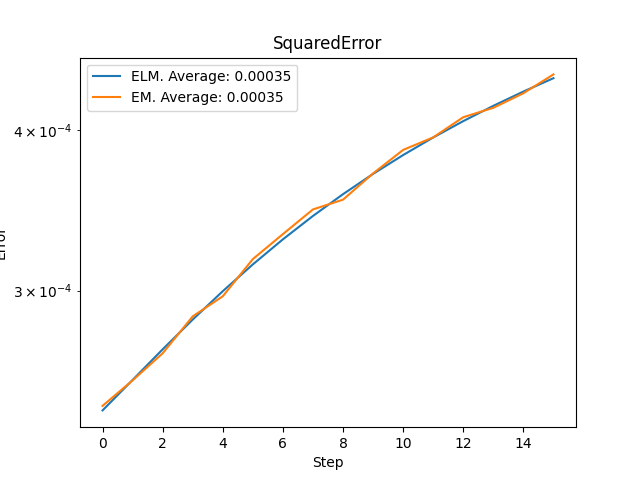 SquaredError
ELM. Average: 0.00035
EM. Average: 0.00035
4 × 10⁻⁴
3 × 10⁻⁴
Error
0 2 4 6 8 10 12 14
Step